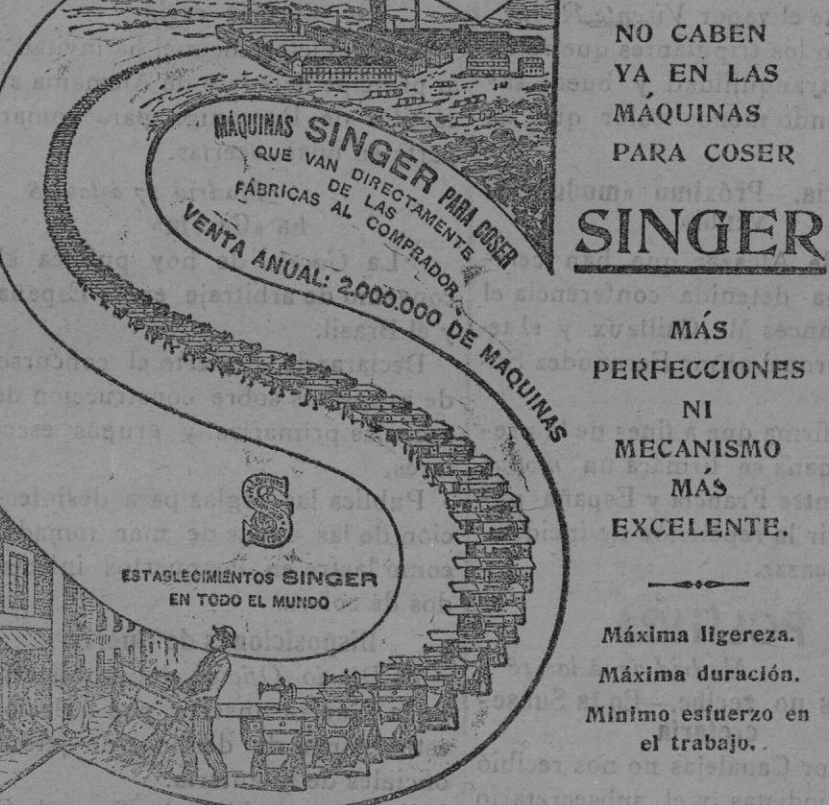 MÁQUINAS SINGER PARA COSER
QUE VAN DIRECTAMENTE
DE LAS
FÁBRICAS AL COMPRADOR.
VENTA ANUAL: 2.000.000 DE MÁQUINAS
S
ESTABLECIMIENTOS SINGER
EN TODO EL MUNDO
NO CABEN
YA EN LAS
MÁQUINAS
PARA COSER
SINGER
MÁS
PERFECCIONES
NI
MECANISMO
MAS
EXCELENTE.
Máxima ligereza.
Máxima duración.
Mínimo esfuerzo en
el trabajo.